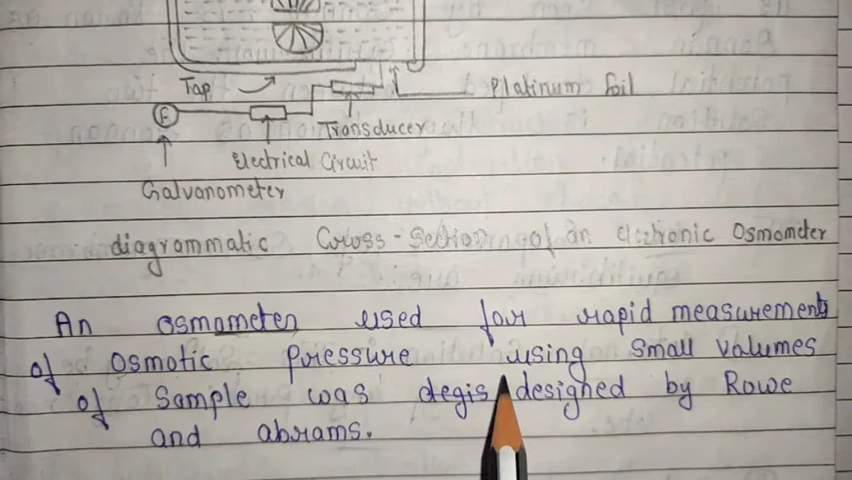 Tap
Platinum foil
E
Transducer
Electrical Circuit
Galvanometer
diagrammatic Cross-Section of an electronic Osmometer
An osmometer used for rapid measurements
of osmotic pressure using small volumes
of Sample was degis designed by Rowe
and abrams.